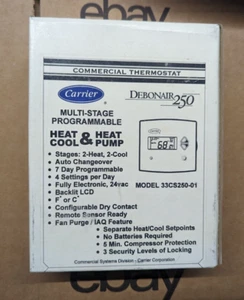 ebay
COMMERCIAL THERMOSTAT
Carrier
DEBONAIR 250
MULTI-STAGE
PROGRAMMABLE
HEAT & HEAT
COOL PUMP
• Stages: 2-Heat, 2-Cool
• Auto Changeover
• 7 Day Programmable
• 4 Settings per Day
• Fully Electronic, 24vac
• Backlit LCD
• F° or C°
• Configurable Dry Contact
• Remote Sensor Ready
• Fan Purge / IAQ Feature
68
MODEL 33CS250-01
• Separate Heat/Cool Setpoints
• No Batteries Required
• 5 Min. Compressor Protection
• 3 Security Levels of Locking
Commercial Systems Division - Carrier Corporation
ebay